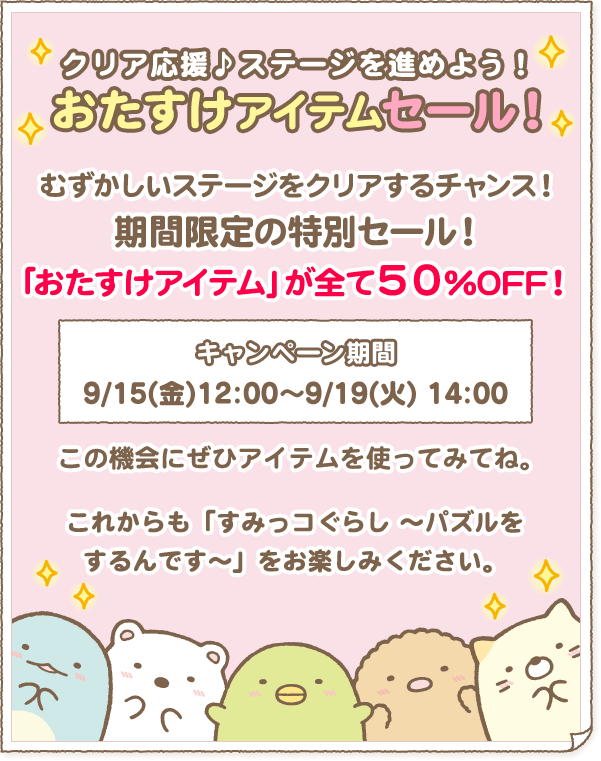 クリア応援♪ステージを進めよう！
おたすけアイテムセール！
むずかしいステージをクリアするチャンス！
期間限定の特別セール！
「おたすけアイテム」が全て５０％OFF！
キャンペーン期間
9/15(金)12:00～9/19(火) 14:00
この機会にぜひアイテムを使ってみてね。
これからも「すみっコぐらし ～パズルを
するんです～」をお楽しみください。